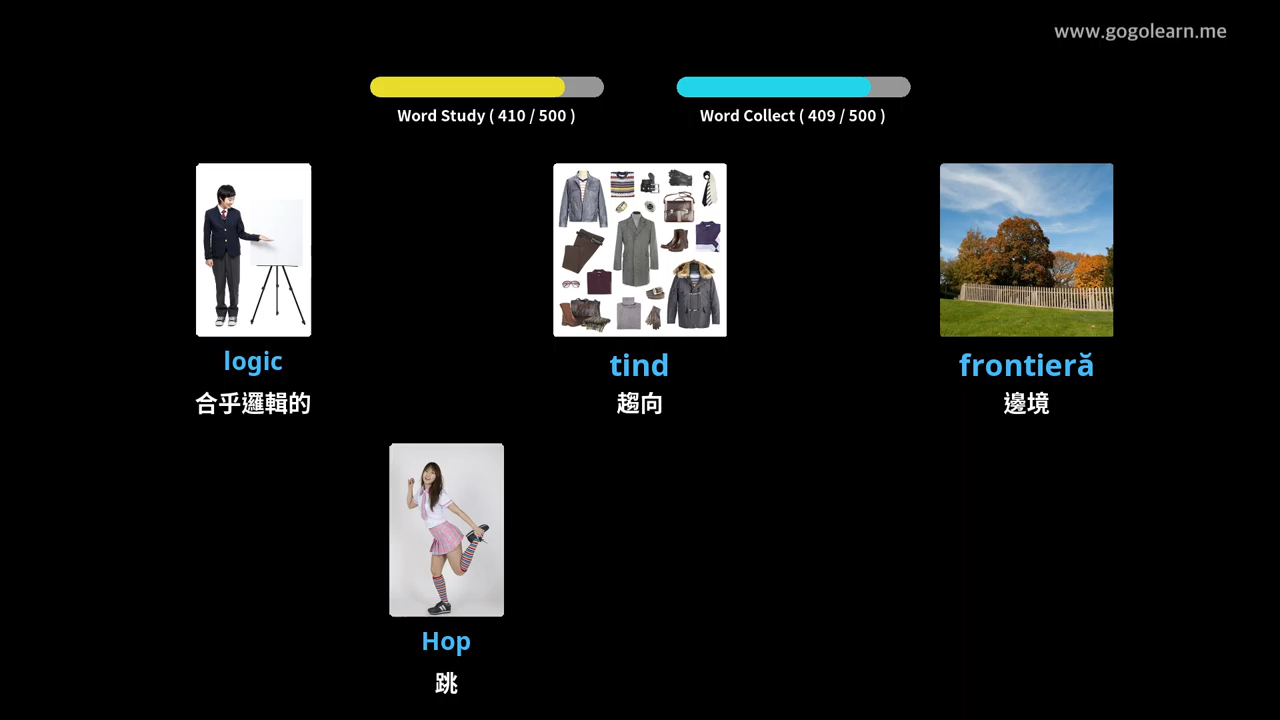 www.gogolearn.me
Word Study ( 410 / 500 )
Word Collect ( 409 / 500 )
logic
合乎邏輯的
tind
趨向
frontieră
邊境
Hop
跳